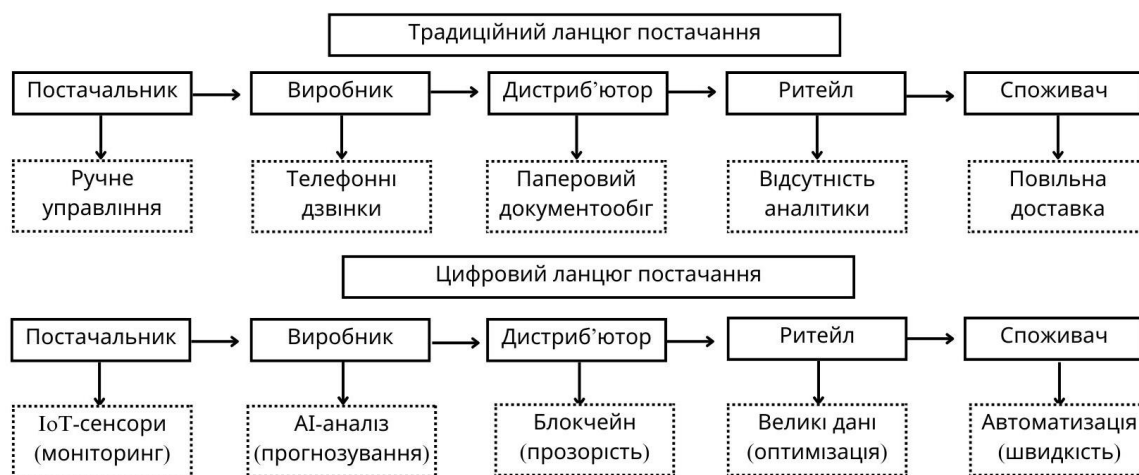 Традиційний ланцюг постачання
Постачальник
Виробник
Дистриб’ютор
Ритейл
Споживач
Ручне
управління
Телефонні
дзвінки
Паперовий
документообіг
Відсутність
аналітики
Повільна
доставка
Цифровий ланцюг постачання
Постачальник
Виробник
Дистриб’ютор
Ритейл
Споживач
IoT-сенсори
(моніторинг)
AI-аналіз
(прогнозування)
Блокчейн
(прозорість)
Великі дані
(оптимізація)
Автоматизація
(швидкість)